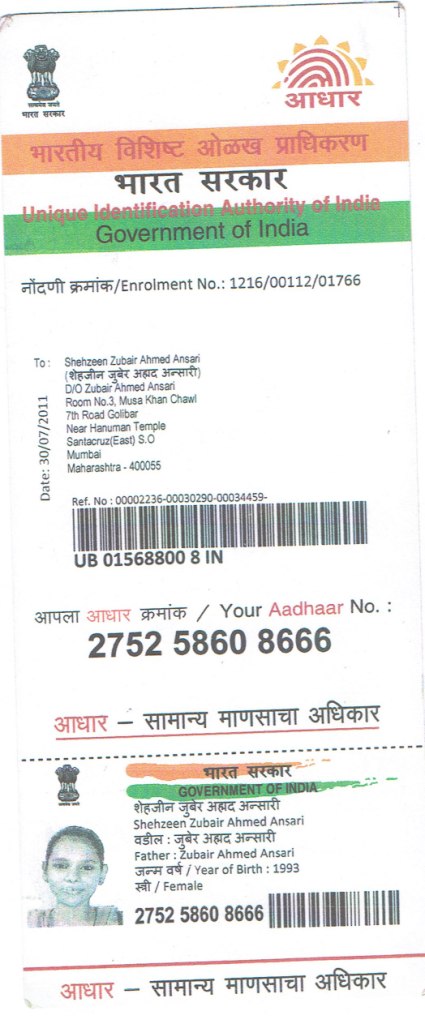 सत्यमेव जयते
भारत सरकार
आधार
भारतीय विशिष्ट ओळख प्राधिकरण
भारत सरकार
Unique Identification Authority of India
Government of India
नोंदणी क्रमांक/Enrolment No.: 1216/00112/01766
To :
Shehzeen Zubair Ahmed Ansari
(शेहजीन जुबेर अह्मद अन्सारी)
D/O Zubair Ahmed Ansari
Room No.3, Musa Khan Chawl
7th Road Golibar
Near Hanuman Temple
Santacruz(East) S.O
Mumbai
Maharashtra - 400055
Date: 30/07/2011
Ref. No : 00002236-00030290-00034459-
UB 01568800 8 IN
आपला आधार क्रमांक / Your Aadhaar No. :
2752 5860 8666
आधार – सामान्य माणसाचा अधिकार
भारत सरकार
GOVERNMENT OF INDIA
शेहजीन जुबेर अह्मद अन्सारी
Shehzeen Zubair Ahmed Ansari
वडील : जुबेर अह्मद अन्सारी
Father : Zubair Ahmed Ansari
जन्म वर्ष / Year of Birth : 1993
स्त्री / Female
2752 5860 8666
आधार – सामान्य माणसाचा अधिकार